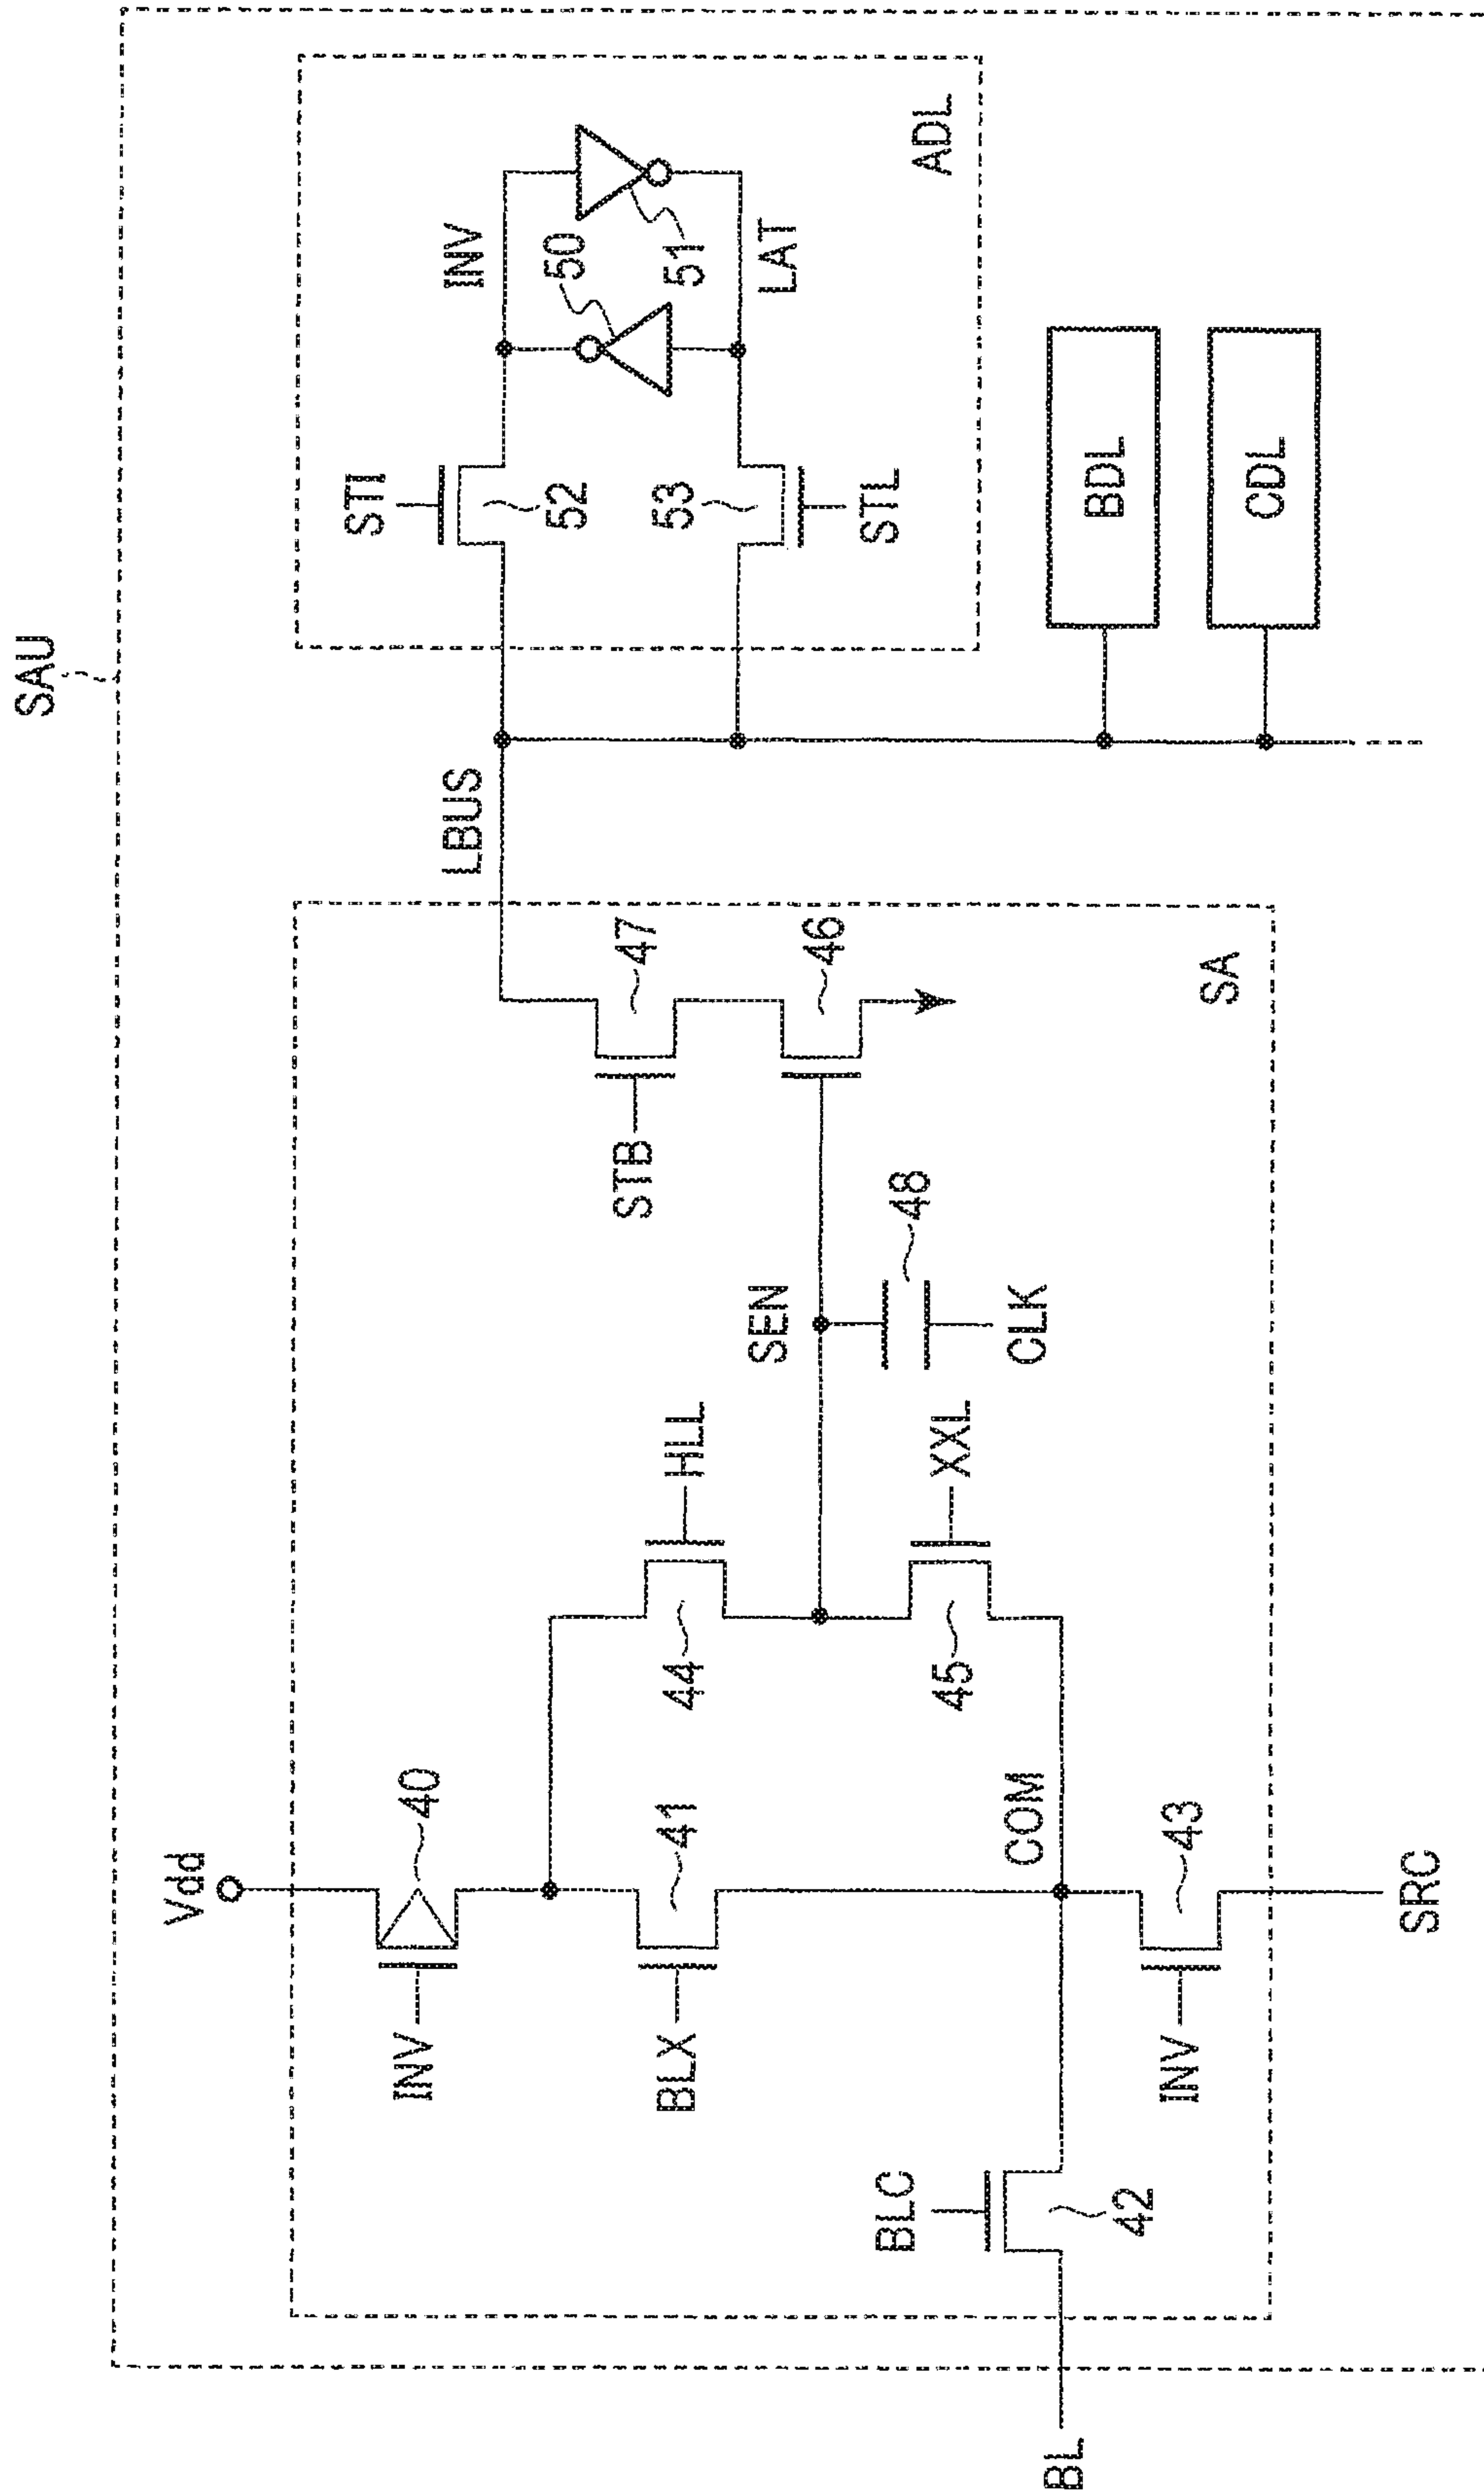 SAU
Vdd
INV
40
BLX
41
HLL
44
SEN
STB
47
LBUS
STI
52
INV
50
51
LAT
53
STL
ADL
46
48
CLK
XXL
45
COM
BLC
42
BL
INV
43
SRC
SA
BDL
CDL